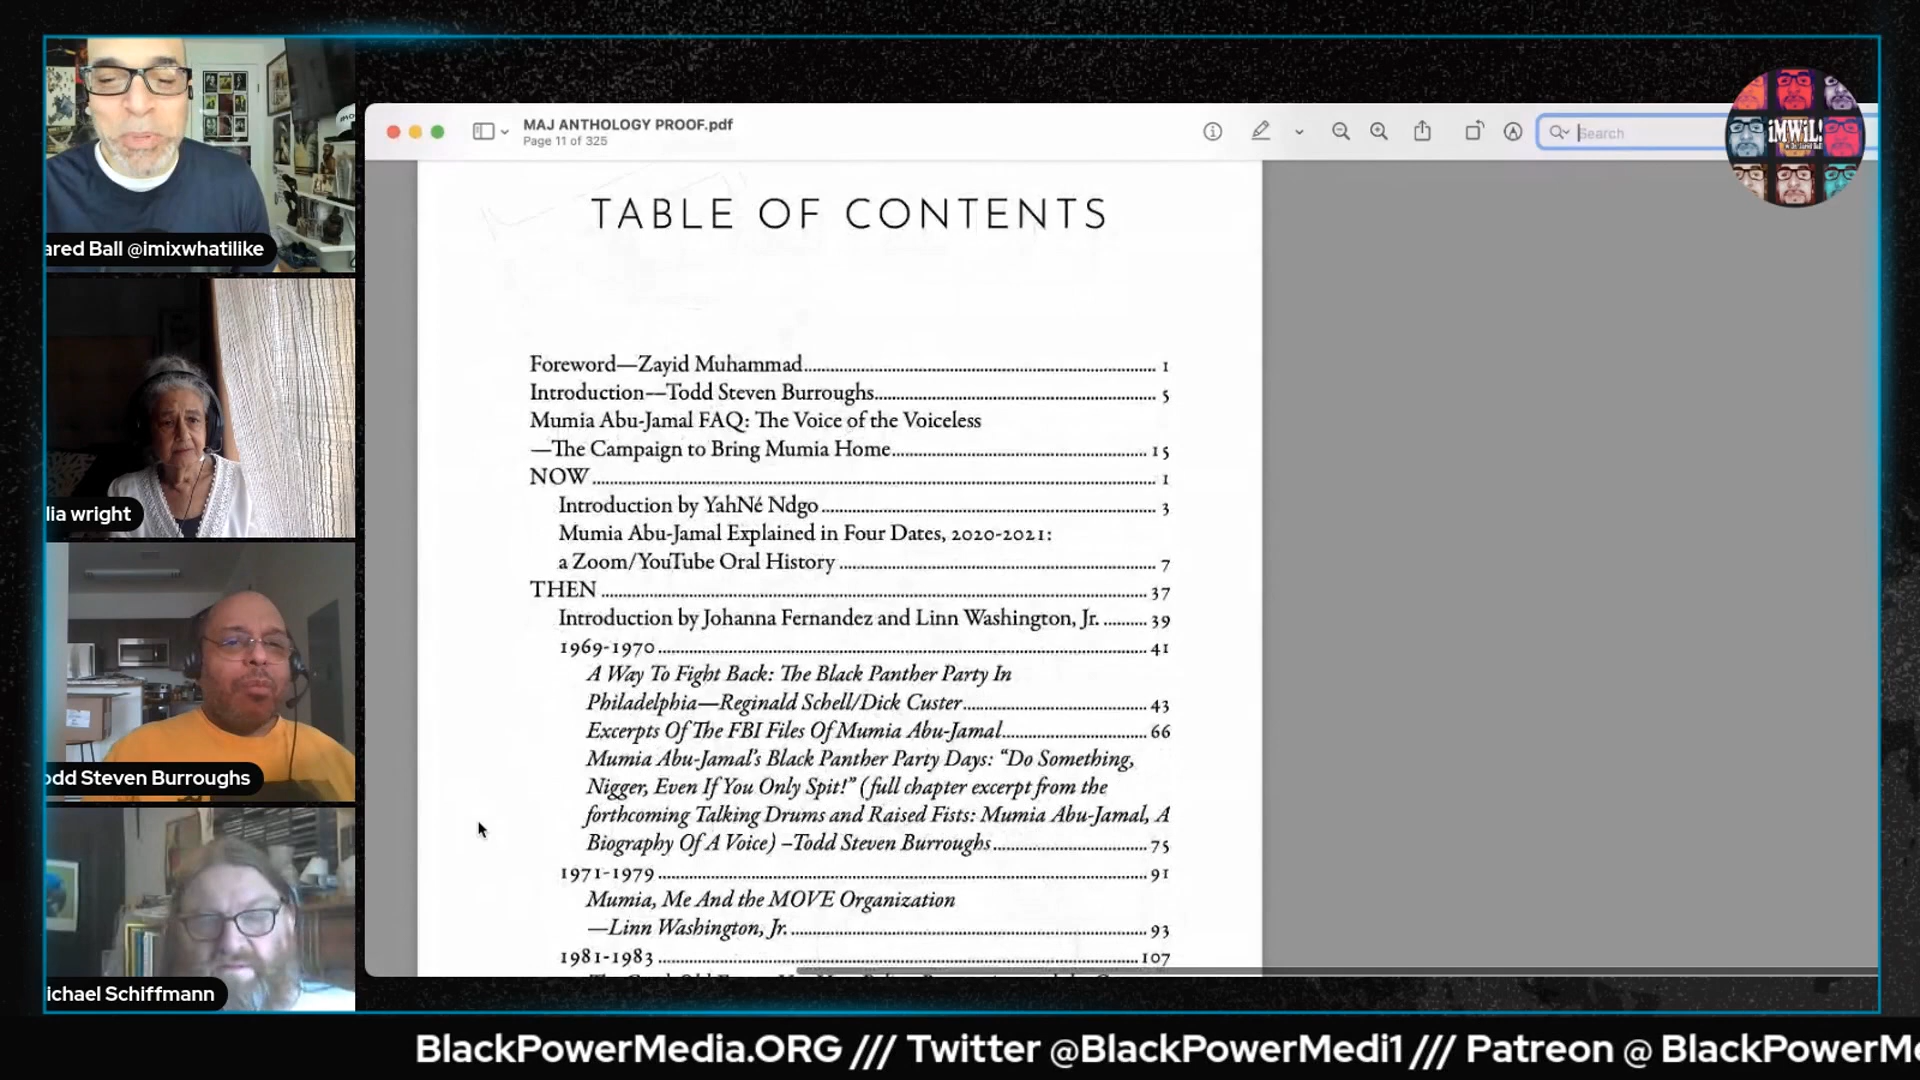 ared Ball @imixwhatilike
lia wright
odd Steven Burroughs
ichael Schiffmann
MAJ ANTHOLOGY PROOF.pdf
Page 11 of 325
Search
iMWiL!
TABLE OF CONTENTS
Foreword—Zayid Muhammad 1
Introduction—Todd Steven Burroughs 5
Mumia Abu-Jamal FAQ: The Voice of the Voiceless
—The Campaign to Bring Mumia Home 15
NOW 1
Introduction by YahNé Ndgo 3
Mumia Abu-Jamal Explained in Four Dates, 2020-2021:
a Zoom/YouTube Oral History 7
THEN 37
Introduction by Johanna Fernandez and Linn Washington, Jr. 39
1969-1970 41
A Way To Fight Back: The Black Panther Party In
Philadelphia—Reginald Schell/Dick Custer 43
Excerpts Of The FBI Files Of Mumia Abu-Jamal 66
Mumia Abu-Jamal's Black Panther Party Days: “Do Something,
Nigger, Even If You Only Spit!” (full chapter excerpt from the
forthcoming Talking Drums and Raised Fists: Mumia Abu-Jamal, A
Biography Of A Voice) –Todd Steven Burroughs 75
1971-1979 91
Mumia, Me And the MOVE Organization
—Linn Washington, Jr. 93
1981-1983 107
BlackPowerMedia.ORG /// Twitter @BlackPowerMedi1 /// Patreon @ BlackPowerMe